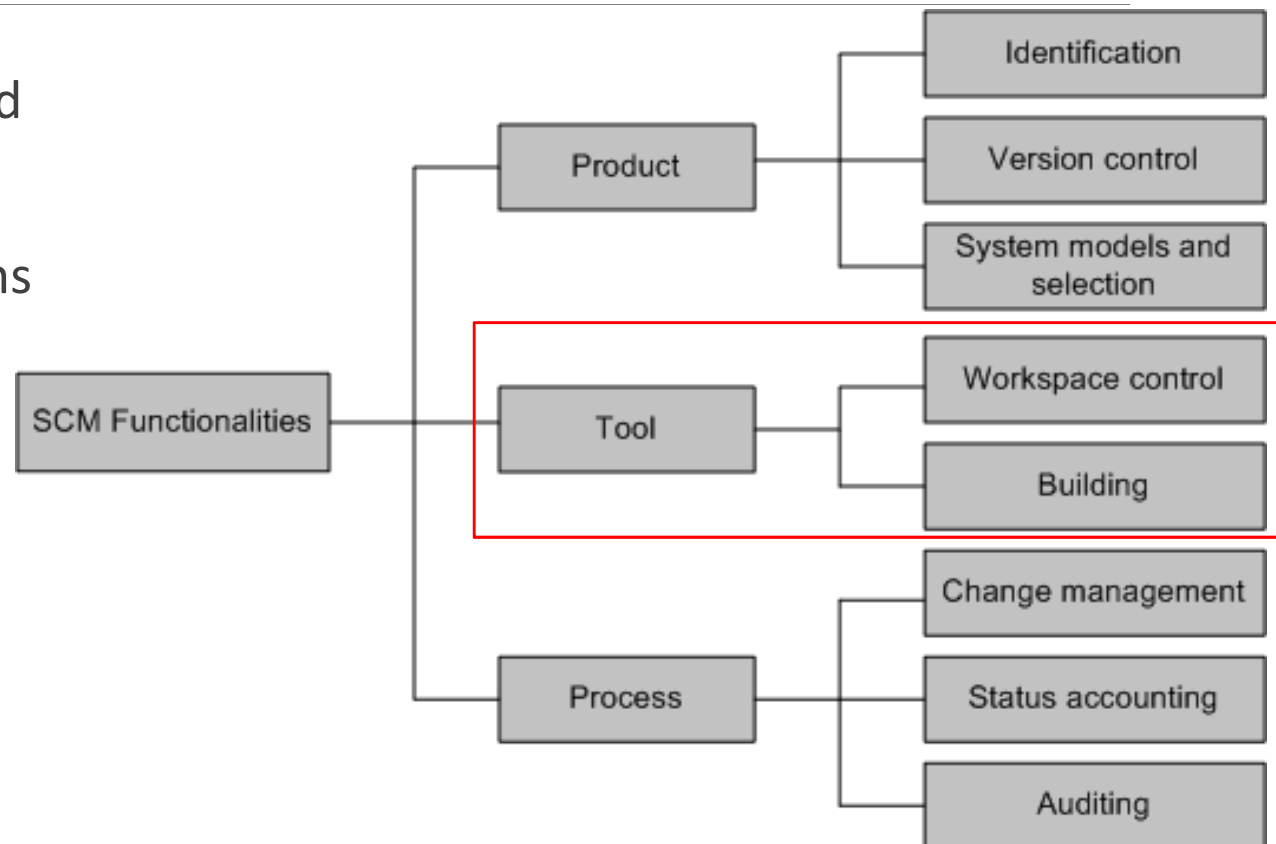 d
ns
SCM Functionalities
Product
Identification
Version control
System models and
selection
Tool
Workspace control
Building
Process
Change management
Status accounting
Auditing